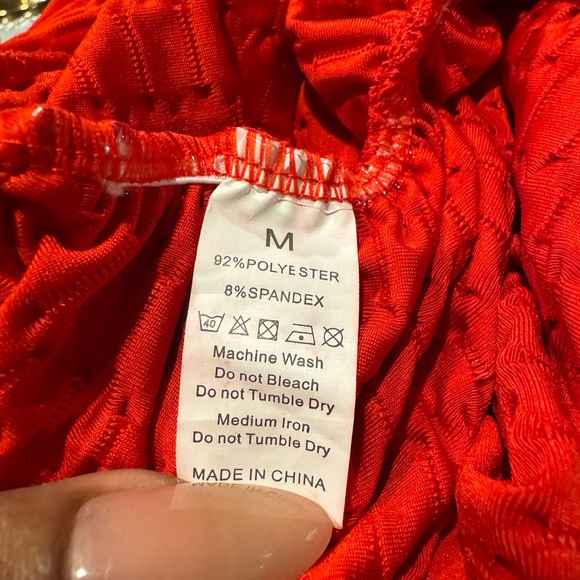 M
92%POLYESTER
8%SPANDEX
40
Machine Wash
Do not Bleach
Do not Tumble Dry
Medium Iron
Do not Tumble Dry
MADE IN CHINA